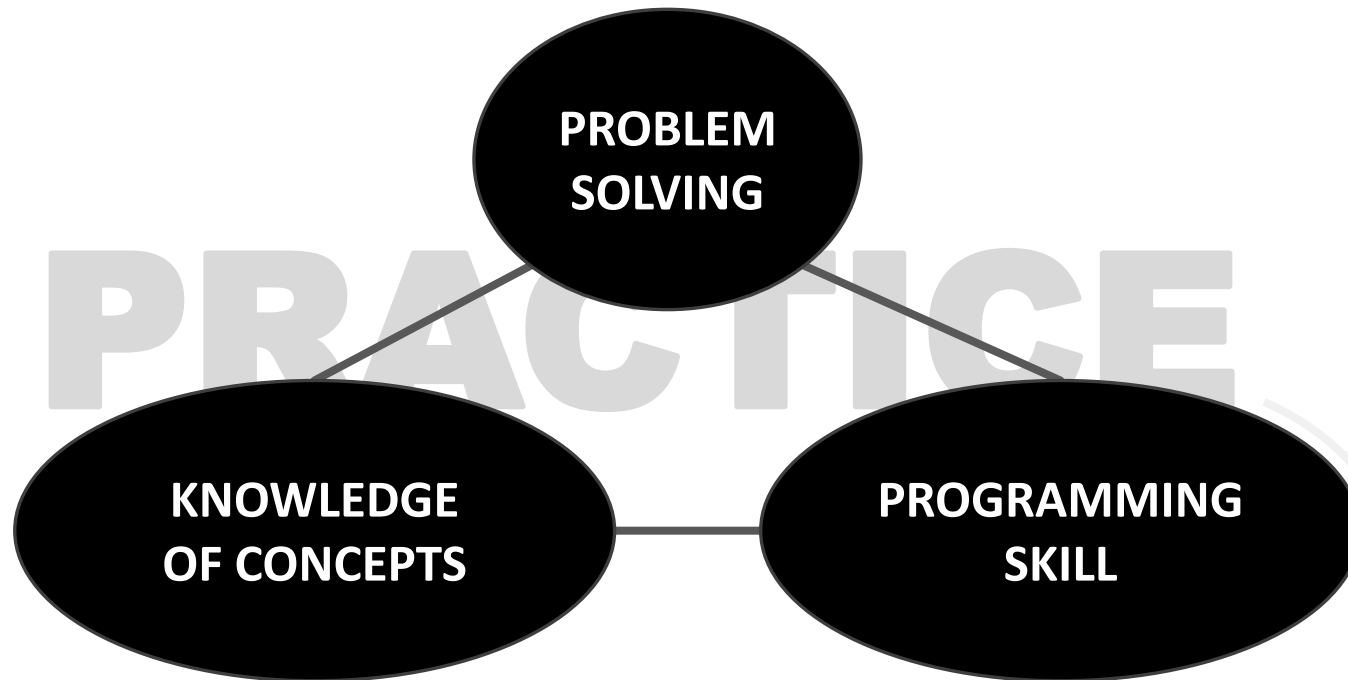 PROBLEM
SOLVING
PRACTICE
KNOWLEDGE
OF CONCEPTS
PROGRAMMING
SKILL